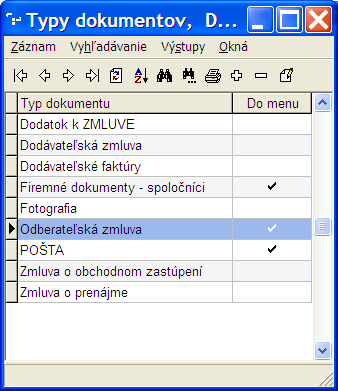 Typy dokumentov, D...
Záznam Vyhľadávanie Výstupy Okná
Typ dokumentu Do menu
Dodatok k ZMLUVE
Dodávateľská zmluva
Dodávateľské faktúry
Firemné dokumenty - spoločníci
Fotografia
Odberateľská zmluva
POŠTA
Zmluva o obchodnom zastúpení
Zmluva o prenájme